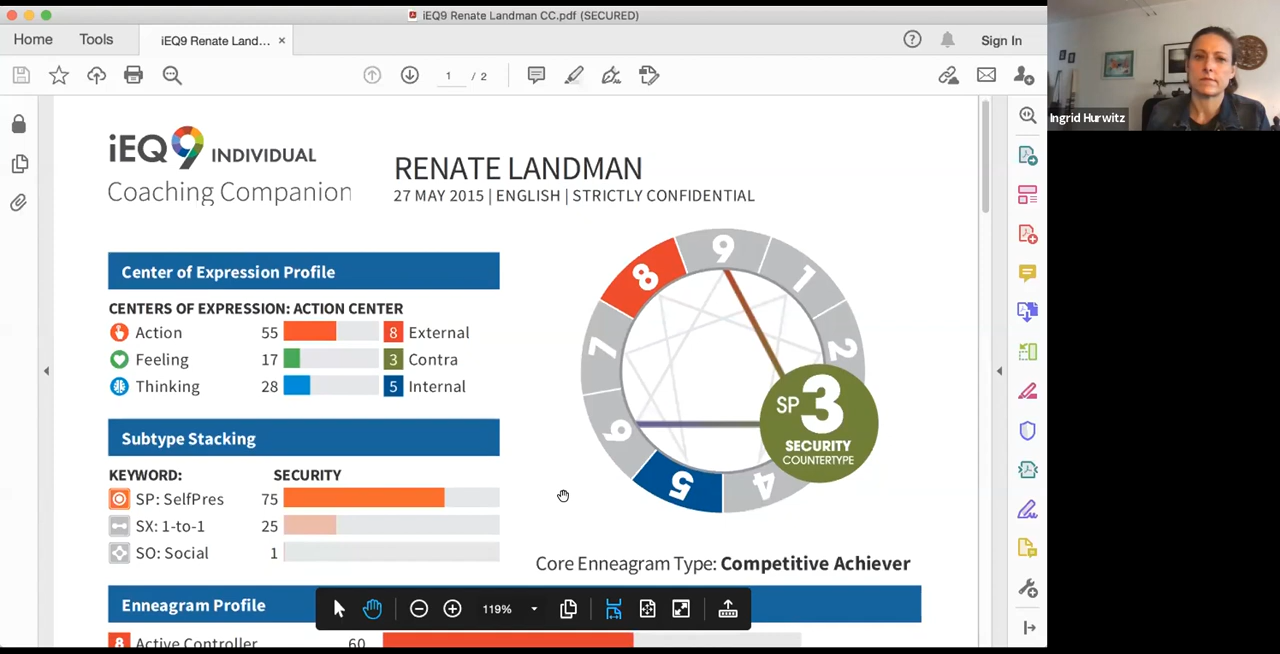 iEQ9 Renate Landman CC.pdf (SECURED)
Home
Tools
iEQ9 Renate Land... ×
Sign In
1 / 2
iEQ9 INDIVIDUAL
Coaching Companion
RENATE LANDMAN
27 MAY 2015 | ENGLISH | STRICTLY CONFIDENTIAL
Ingrid Hurwitz
Center of Expression Profile
CENTERS OF EXPRESSION: ACTION CENTER
Action 55 8 External
Feeling 17 3 Contra
Thinking 28 5 Internal
Subtype Stacking
KEYWORD: SECURITY
SP: SelfPres 75
SX: 1-to-1 25
SO: Social 1
9
1
2
SP 3
SECURITY
COUNTERTYPE
4
5
6
7
8
Core Enneagram Type: Competitive Achiever
Enneagram Profile
119%
8 Active Controller 60